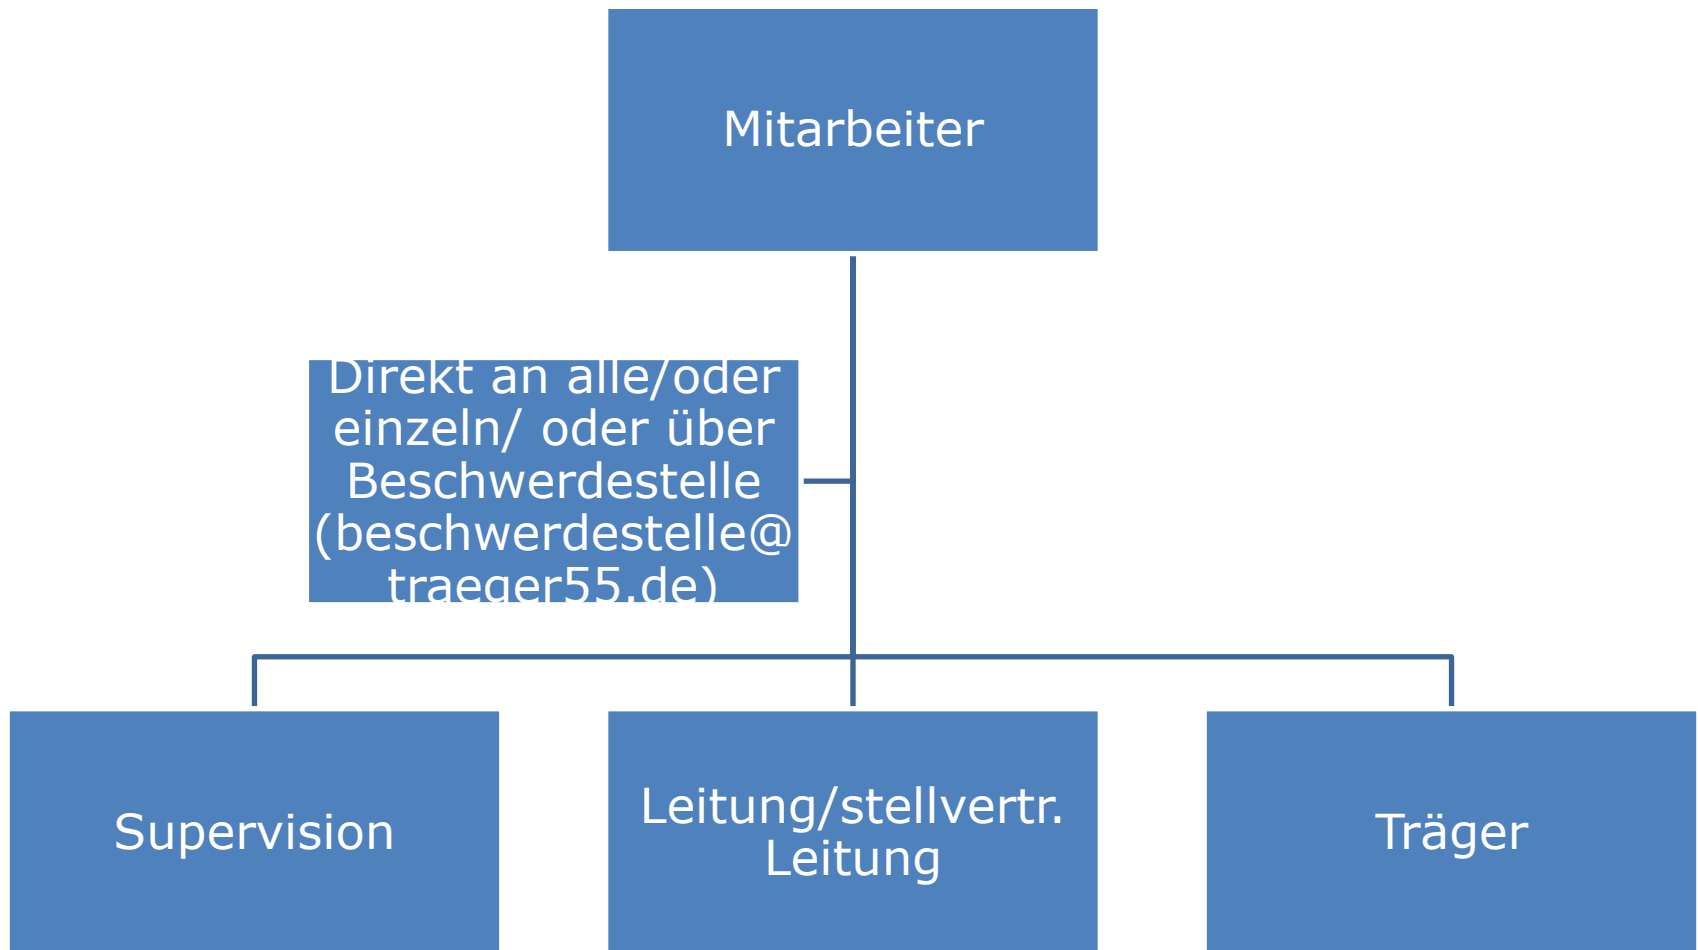 Mitarbeiter
Direkt an alle/oder
einzeln/ oder über
Beschwerdestelle
(beschwerdestelle@
traeger55.de)
Supervision
Leitung/stellvertr.
Leitung
Träger